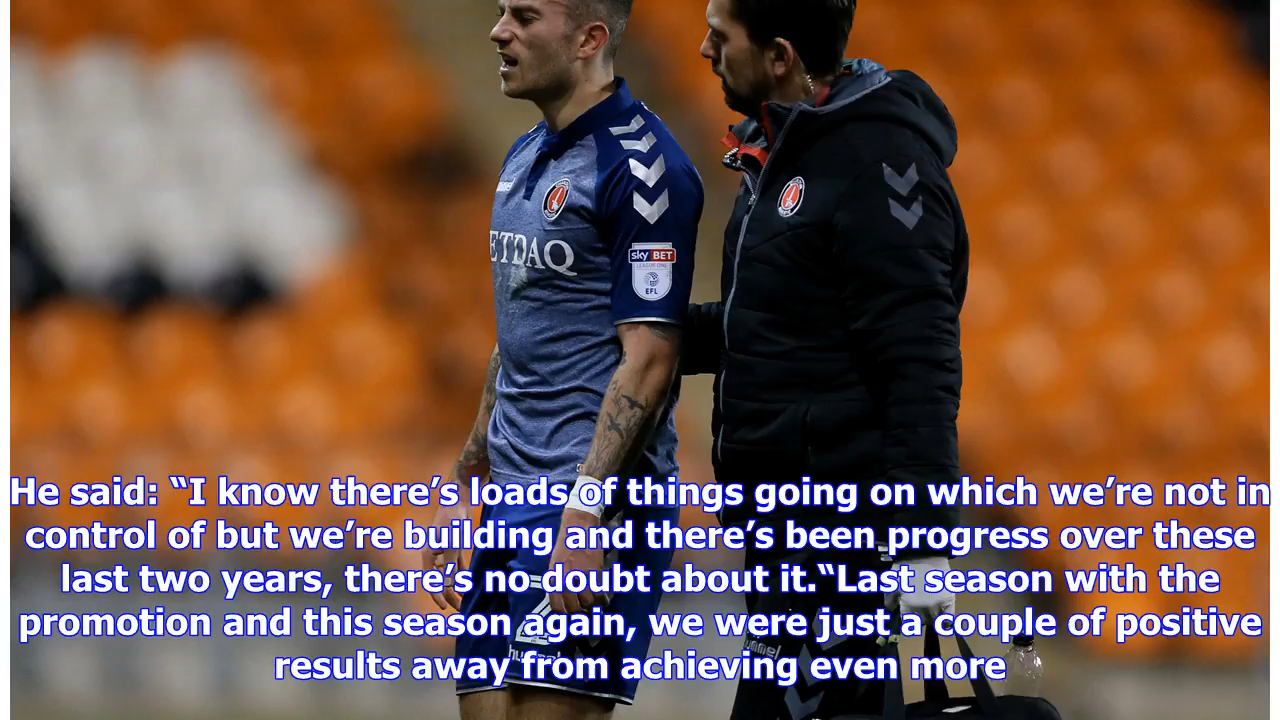 ETDAQ
sky BET
EFL
He said: “I know there’s loads of things going on which we’re not in
control of but we’re building and there’s been progress over these
last two years, there’s no doubt about it.“Last season with the
promotion and this season again, we were just a couple of positive
results away from achieving even more
hummel